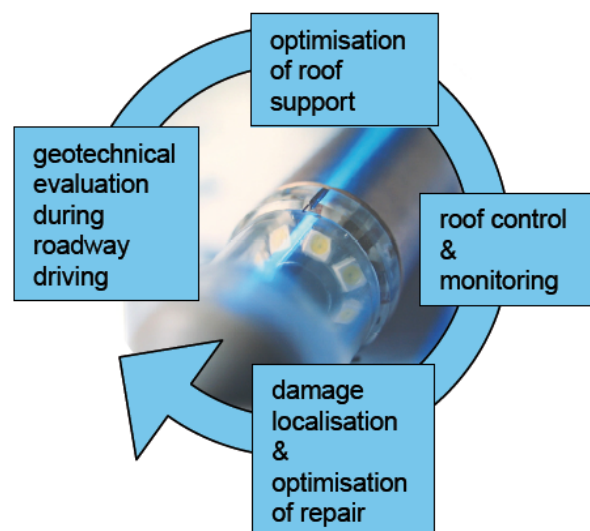 optimisation
of roof
support
geotechnical
evaluation
during
roadway
driving
roof control
&
monitoring
damage
localisation
&
optimisation
of repair